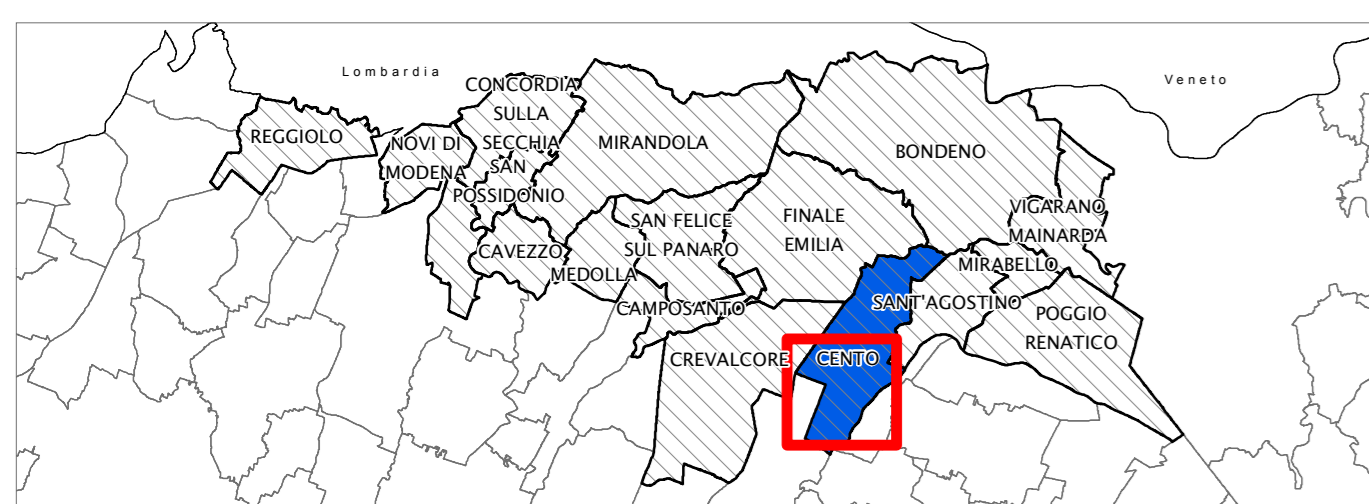 Lombardia
Veneto
CONCORDIA
SULLA
SECCHIA
REGGIOLO
NOVI DI
MODENA
SAN
POSSIDONIO
MIRANDOLA
BONDENO
CAVEZZO
MEDOLLA
SAN FELICE
SUL PANARO
FINALE
EMILIA
VIGARANO
MAINARDA
MIRABELLO
CAMPOSANTO
SANT'AGOSTINO
POGGIO
RENATICO
CREVALCORE
CENTO